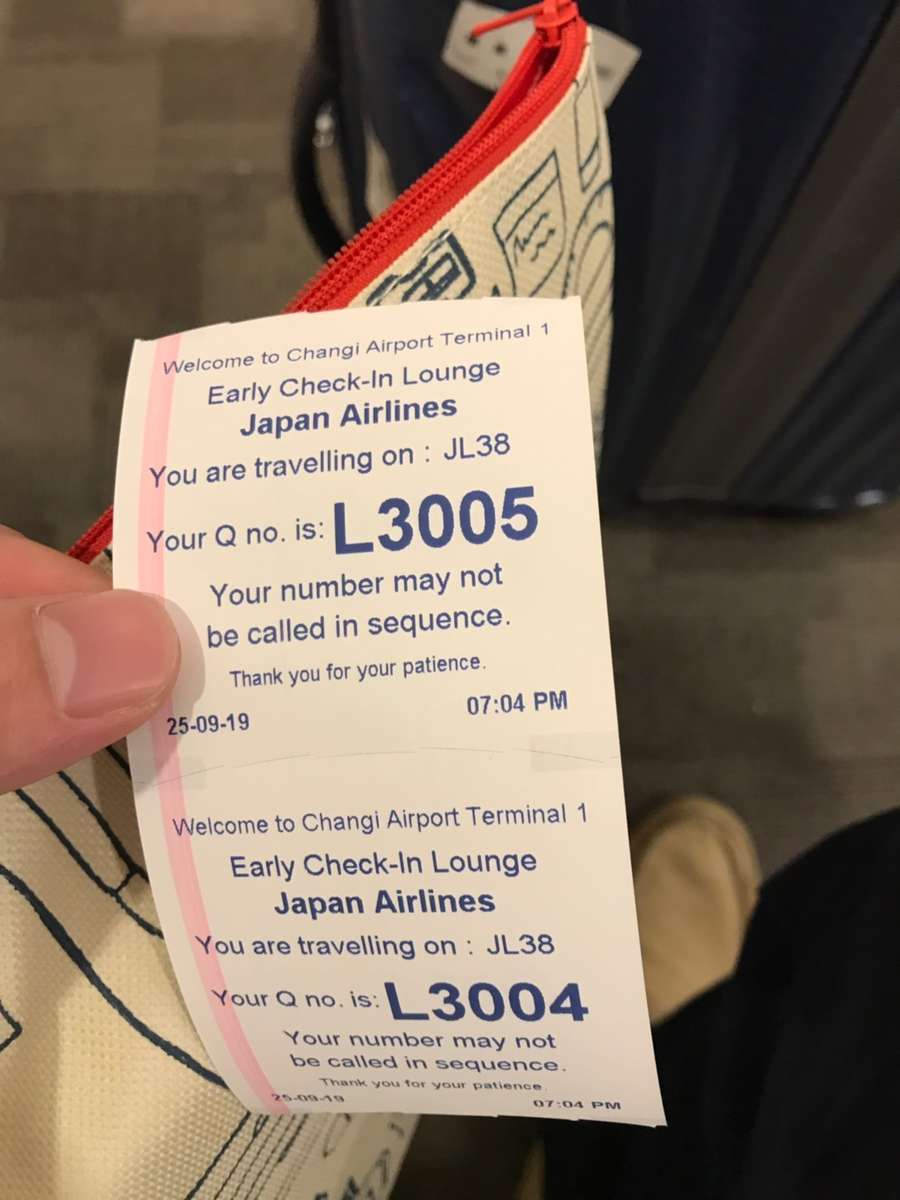 Welcome to Changi Airport Terminal 1
Early Check-In Lounge
Japan Airlines
You are travelling on : JL38
Your Q no. is: L3005
Your number may not
be called in sequence.
Thank you for your patience.
25-09-19 07:04 PM
Welcome to Changi Airport Terminal 1
Early Check-In Lounge
Japan Airlines
You are travelling on : JL38
Your Q no. is: L3004
Your number may not
be called in sequence.
Thank you for your patience.
25-09-19 07:04 PM